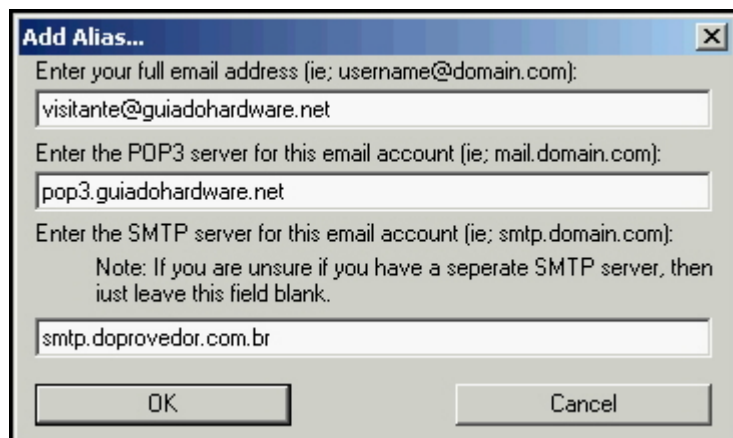 Add Alias...
Enter your full email address (ie; username@domain.com):
visitante@guiadohardware.net
Enter the POP3 server for this email account (ie; mail.domain.com):
pop3.guiadohardware.net
Enter the SMTP server for this email account (ie; smtp.domain.com):
Note: If you are unsure if you have a seperate SMTP server, then
just leave this field blank.
smtp.doprovedor.com.br
OK Cancel